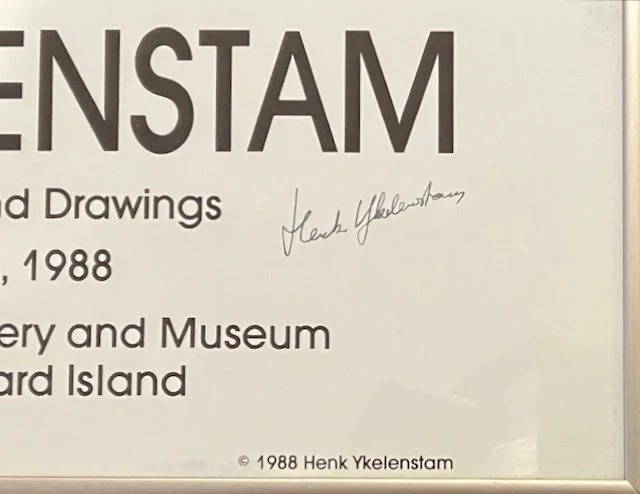 ENSTAM
nd Drawings
Henk Ykelenstam
, 1988
ery and Museum
ard Island
© 1988 Henk Ykelenstam